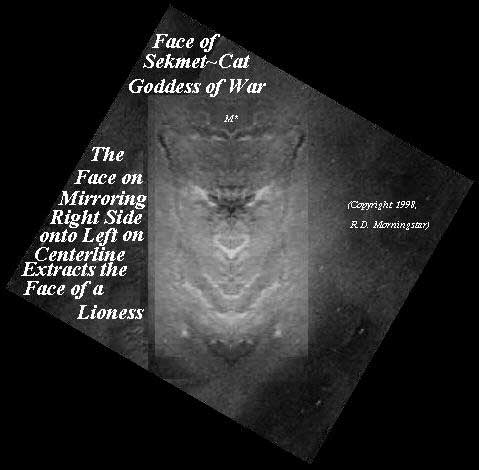 Face of
Sekmet~Cat
Goddess of War
M*
The
Face on
Mirroring
Right Side
onto Left on
Centerline
Extracts the
Face of a
Lioness
(Copyright 1998,
R.D. Morningstar)